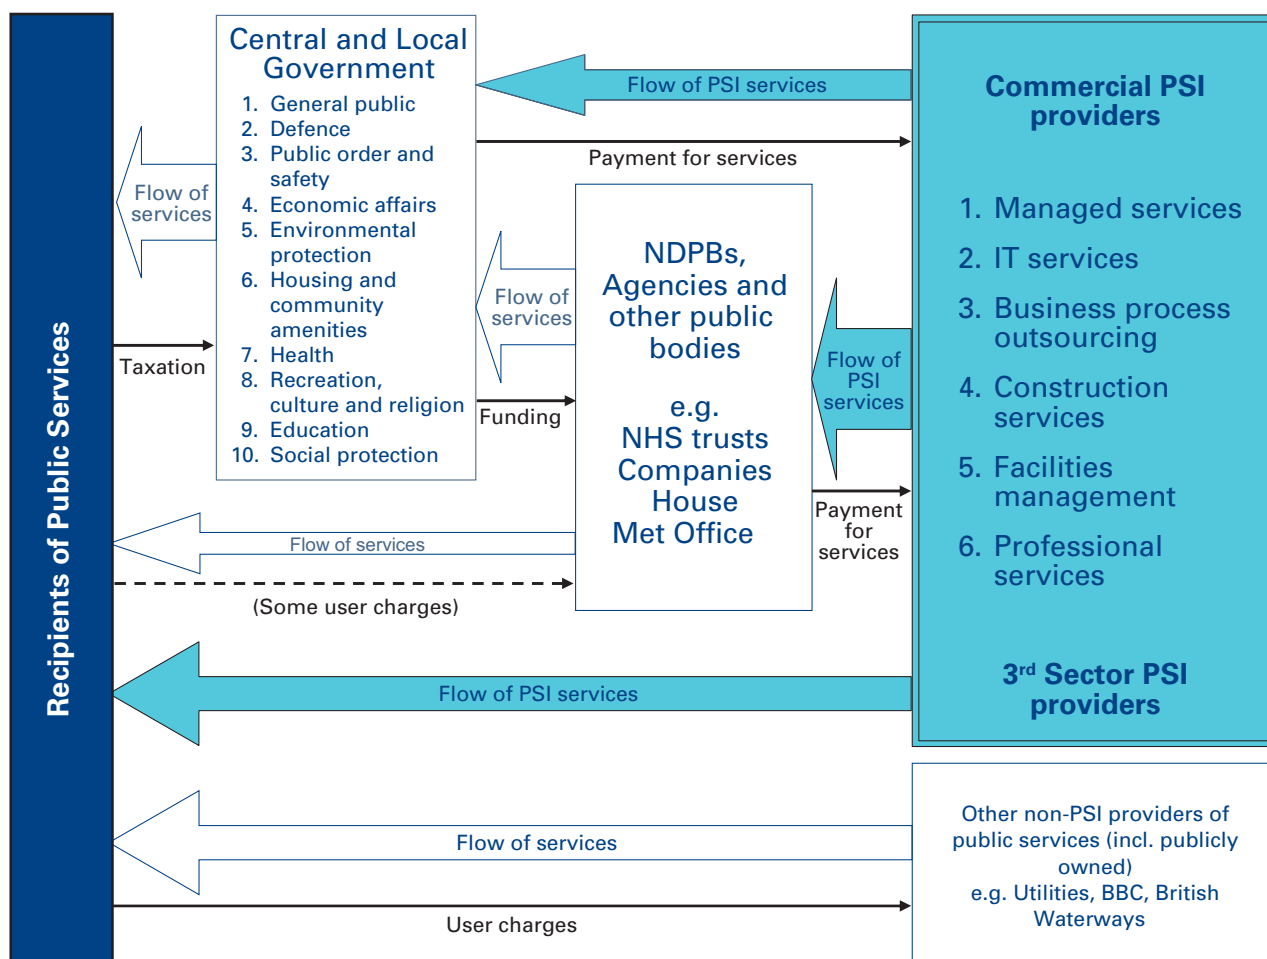 Recipients of Public Services
Central and Local
Government
1. General public
2. Defence
3. Public order and
safety
4. Economic affairs
5. Environmental
protection
6. Housing and
community
amenities
7. Health
8. Recreation,
culture and religion
9. Education
10. Social protection
Flow of
services
Taxation
Flow of PSI services
Payment for services
Flow of
services
Funding
NDPBs,
Agencies and
other public
bodies
e.g.
NHS trusts
Companies
House
Met Office
Flow of
PSI
services
Payment
for
services
Flow of services
(Some user charges)
Commercial PSI
providers
1. Managed services
2. IT services
3. Business process
outsourcing
4. Construction
services
5. Facilities
management
6. Professional
services
3rd Sector PSI
providers
Flow of PSI services
Flow of services
User charges
Other non-PSI providers of
public services (incl. publicly
owned)
e.g. Utilities, BBC, British
Waterways